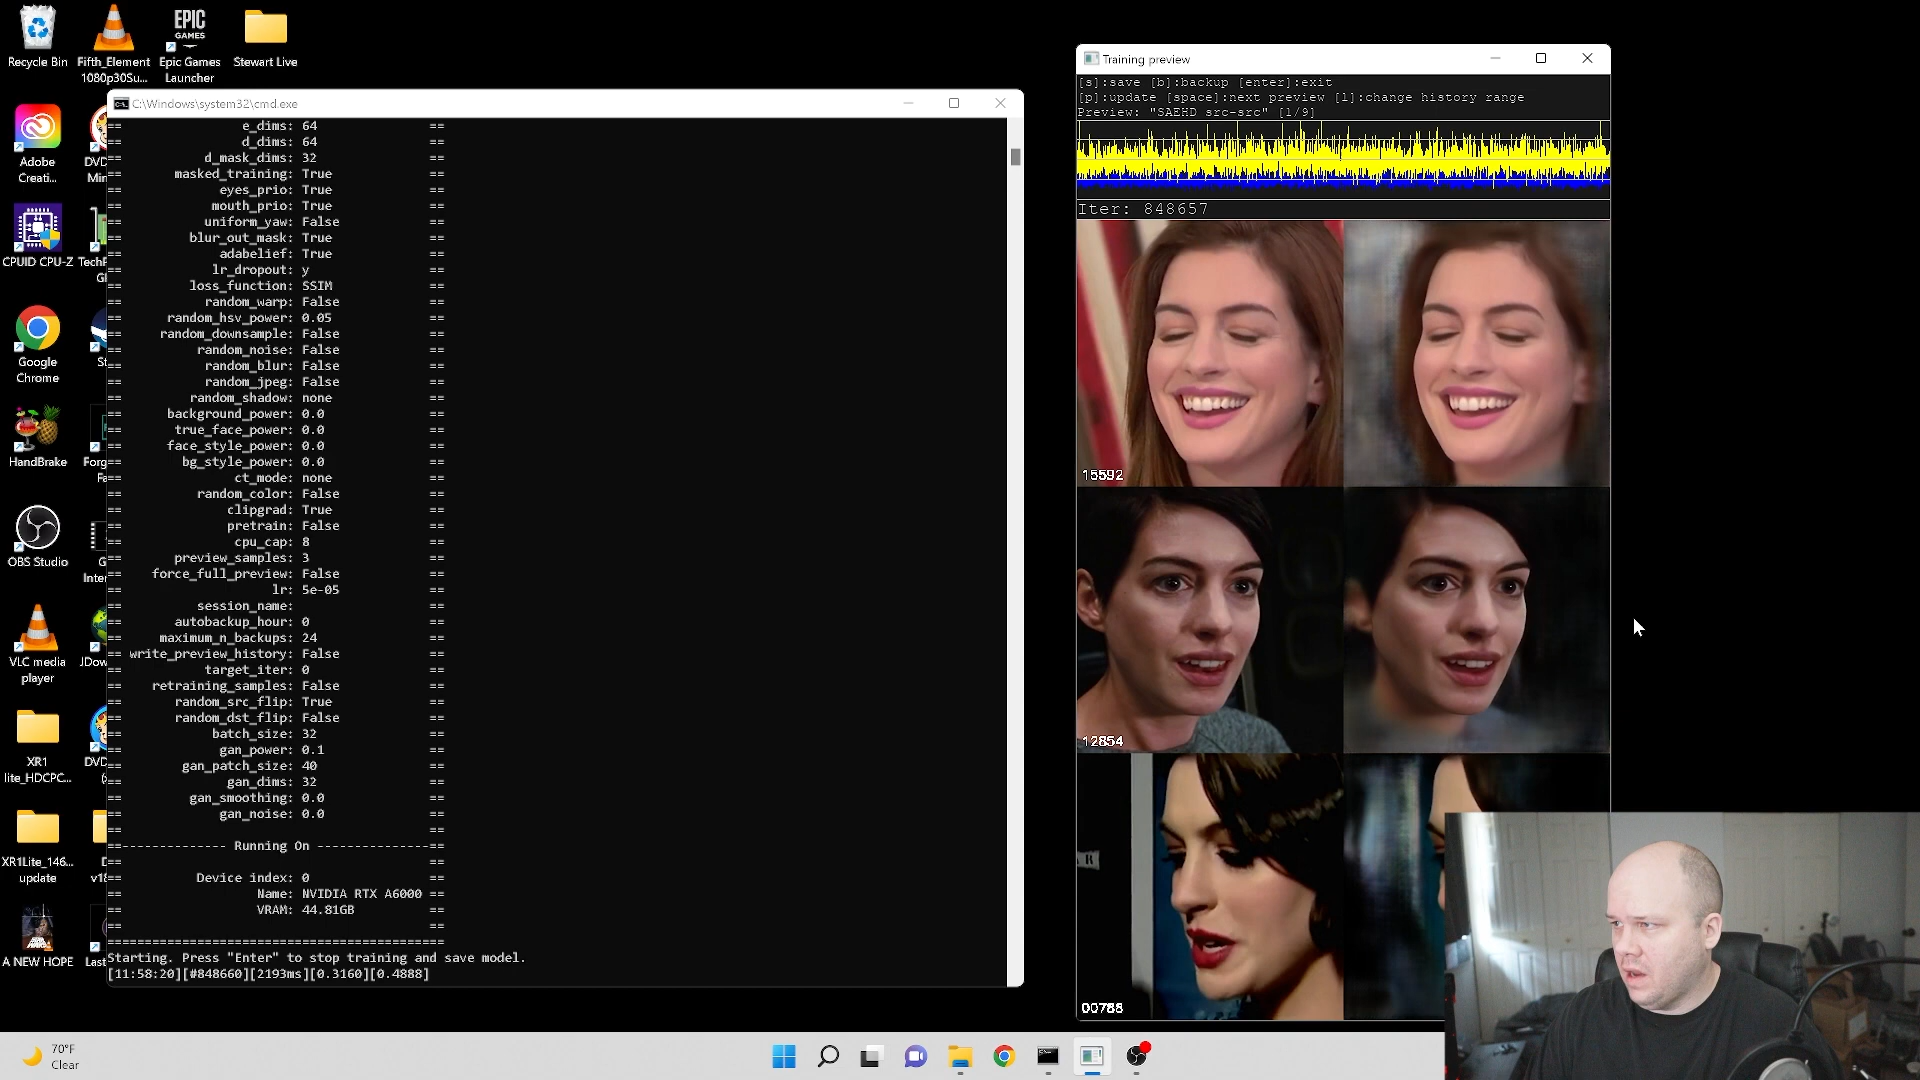 Recycle Bin
Fifth_Element
1080p30Su...
EPIC
GAMES
Epic Games
Launcher
Stewart Live
Adobe
Creati...
DVD
Min
CPUID CPU-Z
Google
Chrome
HandBrake
Forg
OBS Studio
Inter
VLC media
player
JDow
XR1
lite_HDCPC...
DVD
XR1Lite_146...
update
A NEW HOPE
Last
C:\Windows\system32\cmd.exe
== e_dims: 64 ==
== d_dims: 64 ==
== d_mask_dims: 32 ==
== masked_training: True ==
== eyes_prio: True ==
== mouth_prio: True ==
== uniform_yaw: False ==
== blur_out_mask: True ==
== adabelief: True ==
== lr_dropout: y ==
== loss_function: SSIM ==
== random_warp: False ==
== random_hsv_power: 0.05 ==
== random_downsample: False ==
== random_noise: False ==
== random_blur: False ==
== random_jpeg: False ==
== random_shadow: none ==
== background_power: 0.0 ==
== true_face_power: 0.0 ==
== face_style_power: 0.0 ==
== bg_style_power: 0.0 ==
== ct_mode: none ==
== random_color: False ==
== clipgrad: True ==
== pretrain: False ==
== cpu_cap: 8 ==
== preview_samples: 3 ==
== force_full_preview: False ==
== lr: 5e-05 ==
== session_name: ==
== autobackup_hour: 0 ==
== maximum_n_backups: 24 ==
== write_preview_history: False ==
== target_iter: 0 ==
== retraining_samples: False ==
== random_src_flip: True ==
== random_dst_flip: False ==
== batch_size: 32 ==
== gan_power: 0.1 ==
== gan_patch_size: 40 ==
== gan_dims: 32 ==
== gan_smoothing: 0.0 ==
== gan_noise: 0.0 ==
== ==
==-------------- Running On ---------------==
== ==
== Device index: 0 ==
== Name: NVIDIA RTX A6000 ==
== VRAM: 44.81GB ==
== ==
=============================================
Starting. Press "Enter" to stop training and save model.
[11:58:20][#848660][2193ms][0.3160][0.4888]
Training preview
[s]:save [b]:backup [enter]:exit
[p]:update [space]:next preview [l]:change history range
Preview: "SAEHD src-src" [1/9]
Iter: 848657
15592
12854
00788
70°F
Clear